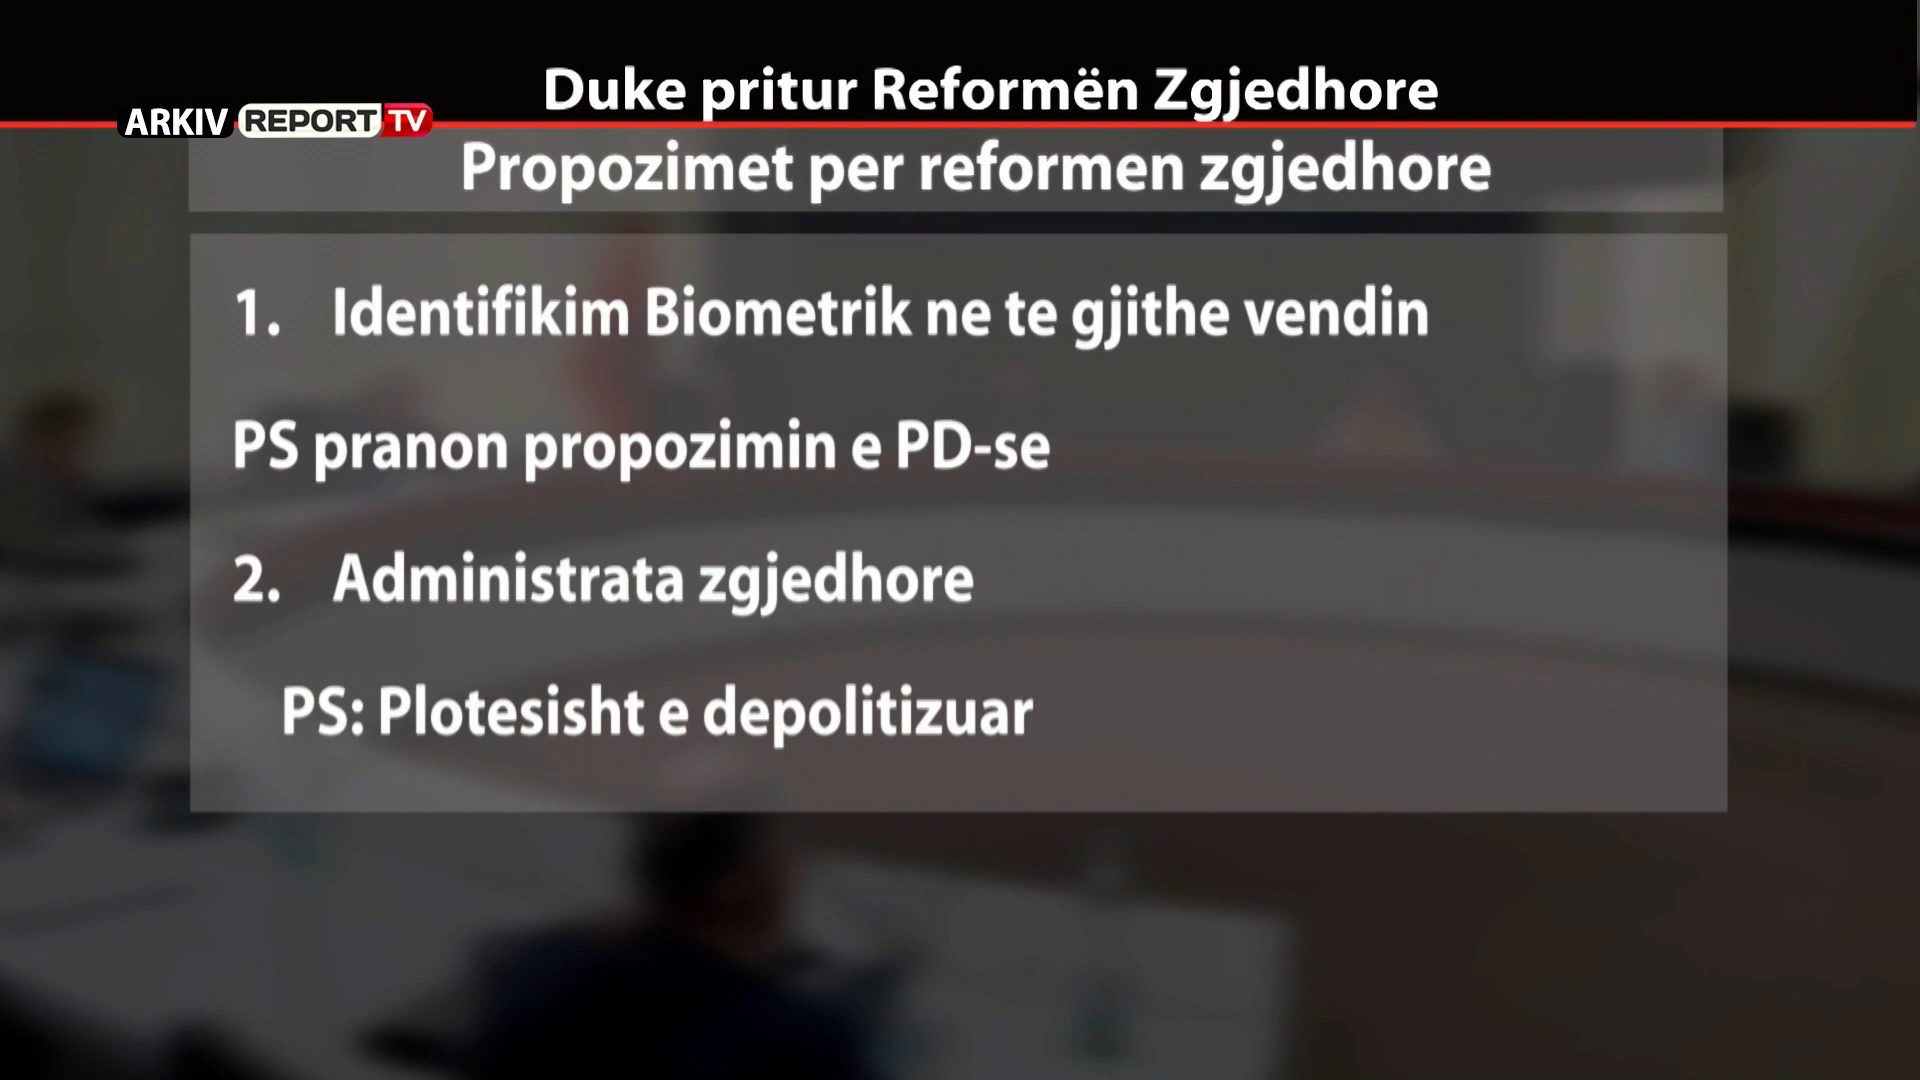 Duke pritur Reformën Zgjedhore
ARKIV REPORT TV
Propozimet per reformen zgjedhore
1. Identifikim Biometrik ne te gjithe vendin
PS pranon propozimin e PD-se
2. Administrata zgjedhore
PS: Plotesisht e depolitizuar